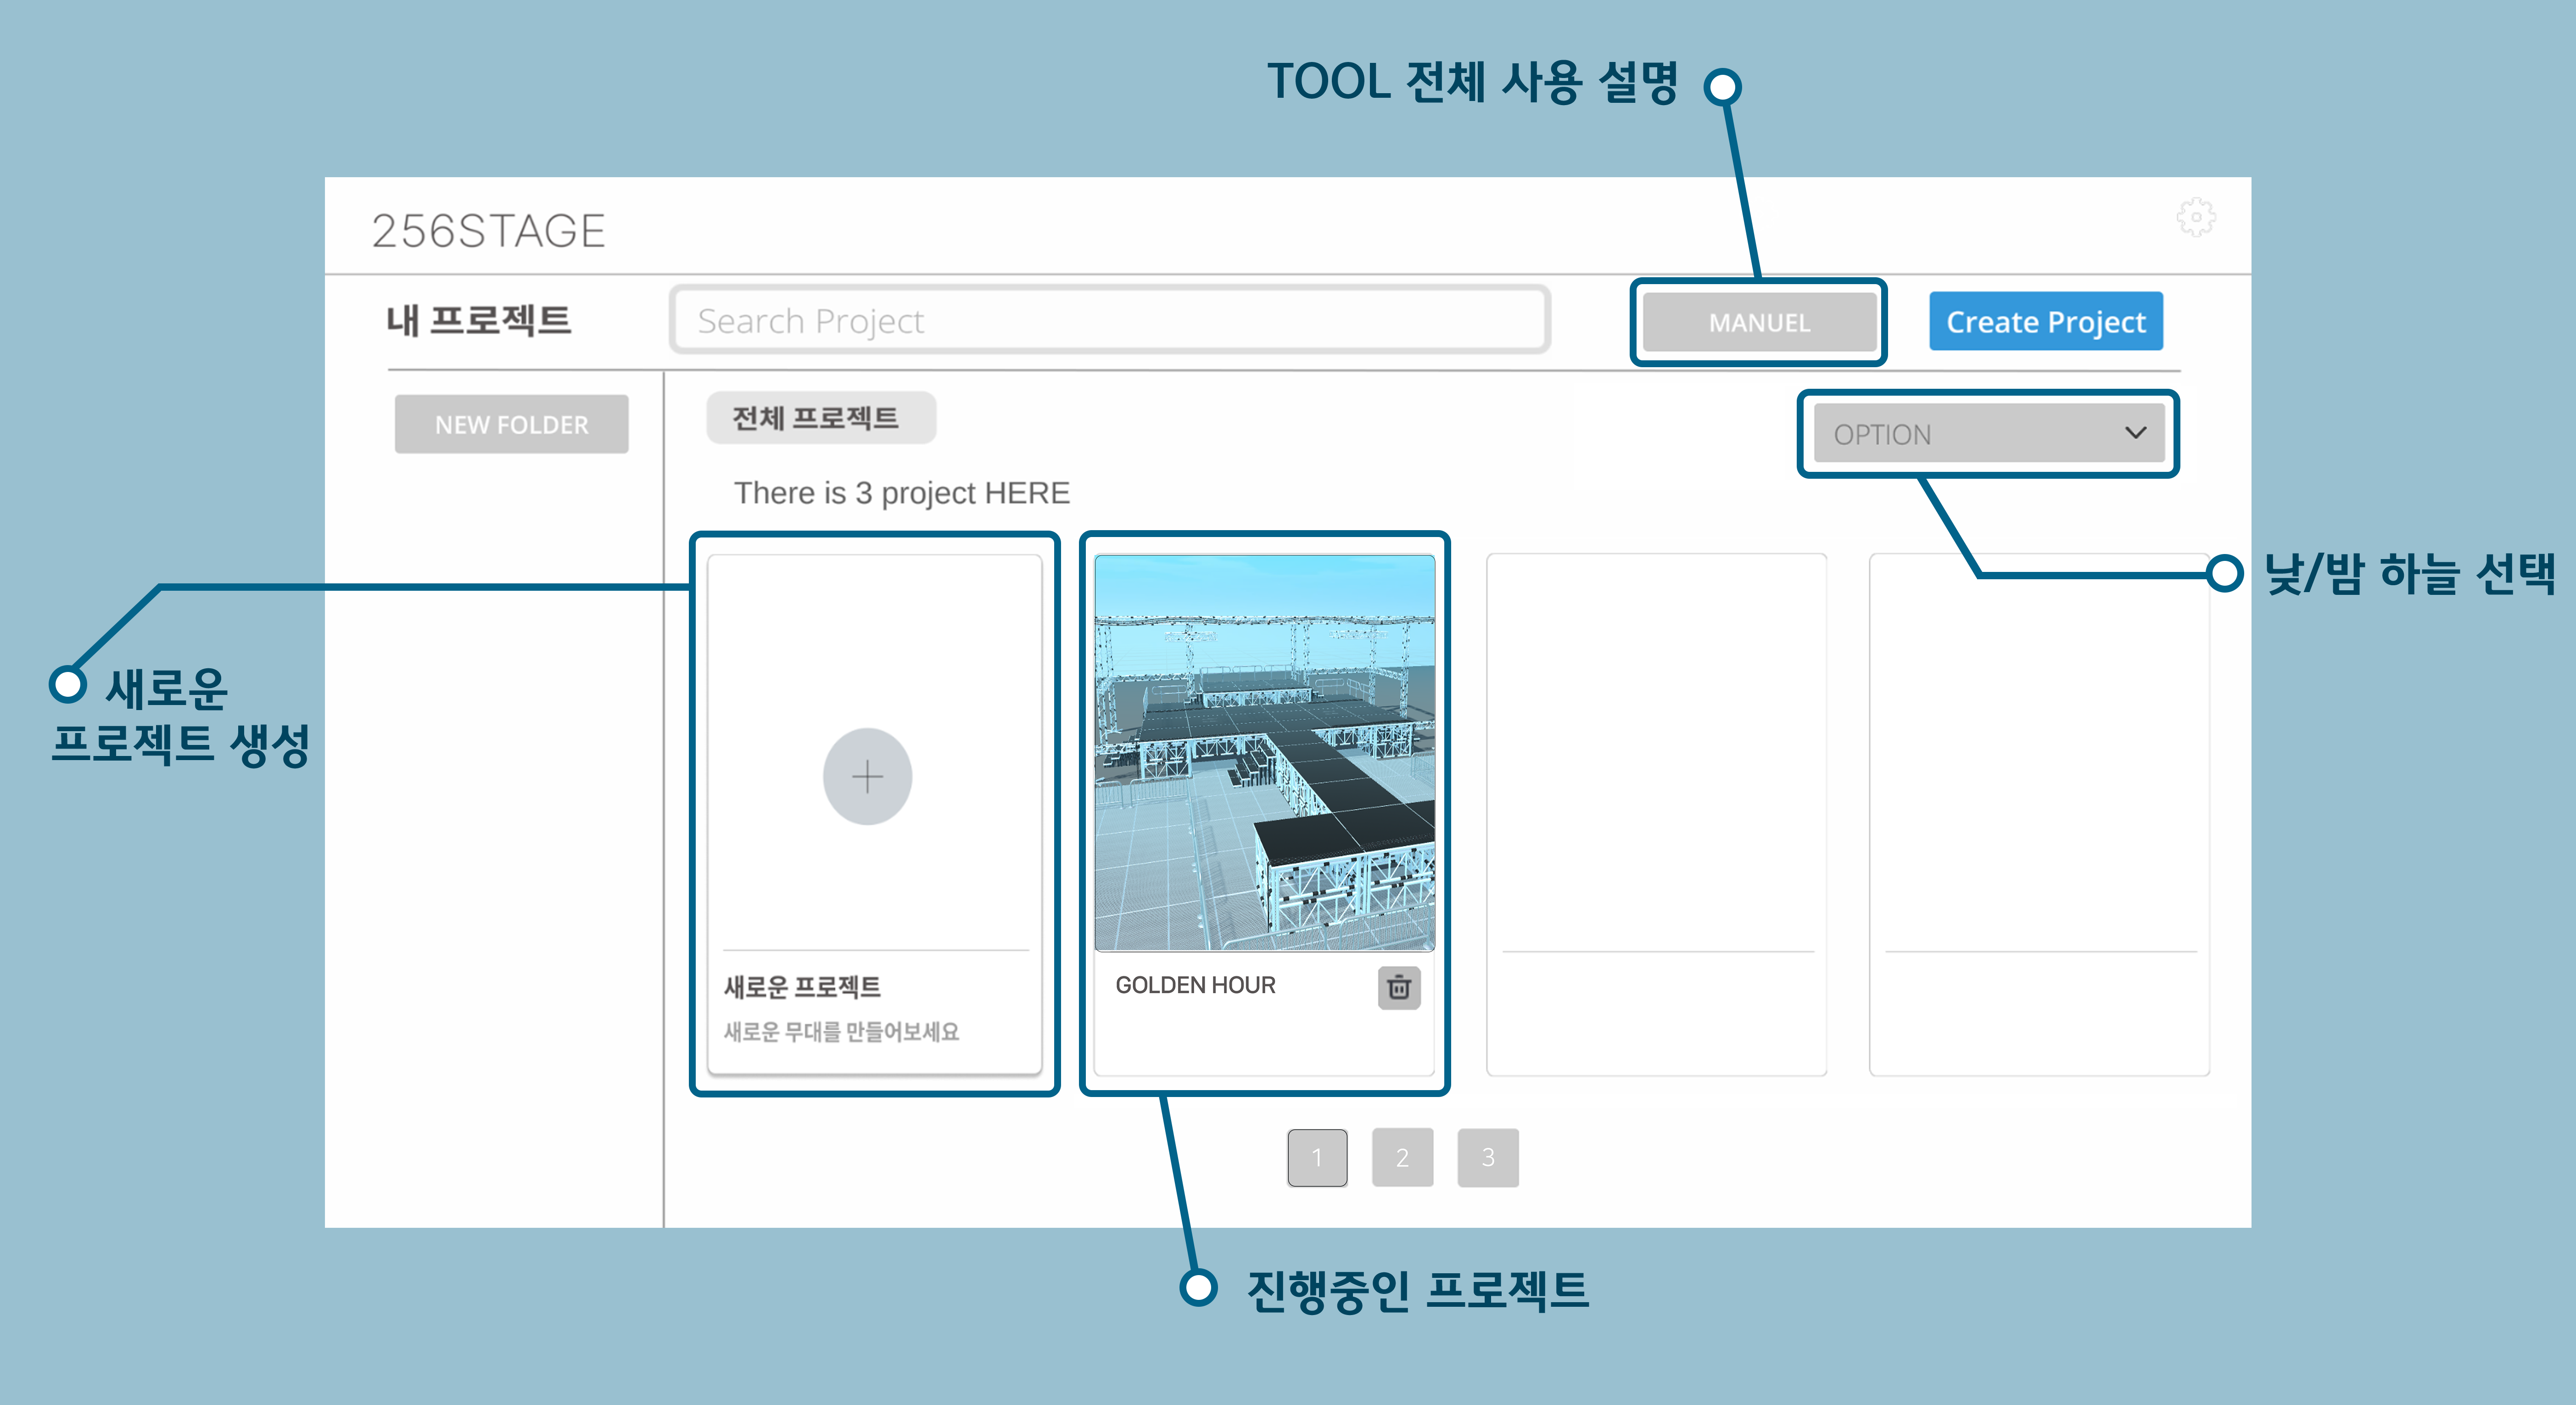 TOOL 전체 사용 설명
256STAGE
내 프로젝트
Search Project
MANUEL
Create Project
NEW FOLDER
전체 프로젝트
OPTION
There is 3 project HERE
낮/밤 하늘 선택
새로운
프로젝트 생성
새로운 프로젝트
새로운 무대를 만들어보세요
GOLDEN HOUR
1
2
3
진행중인 프로젝트